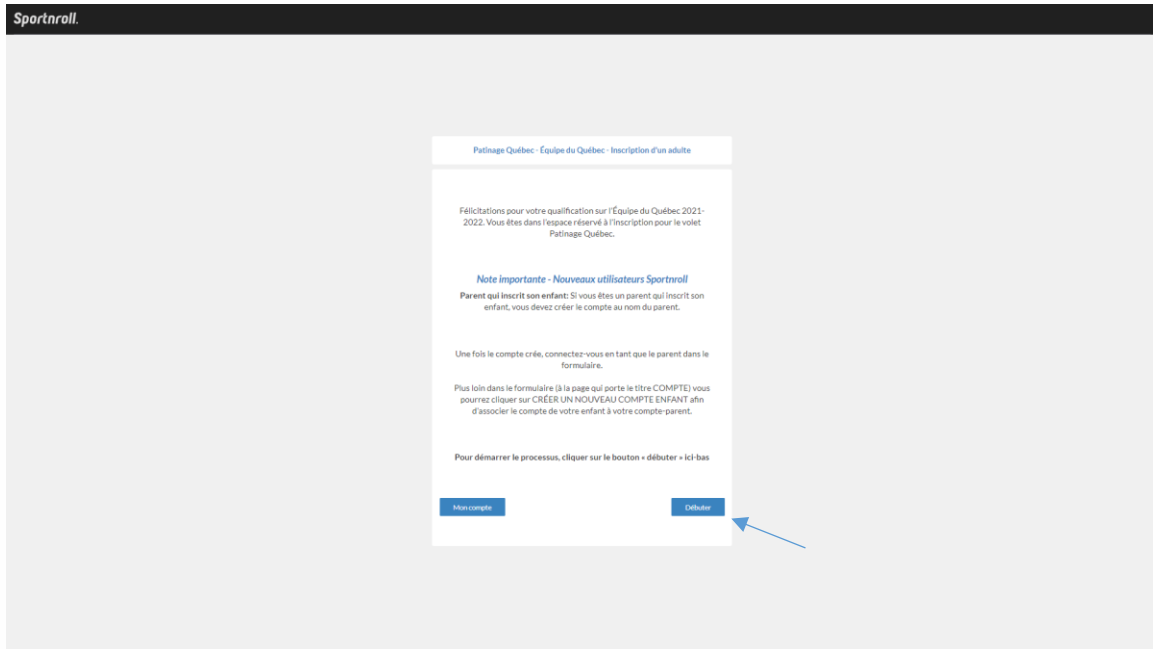 Sportnroll.
Patinage Québec - Équipe du Québec - Inscription d'un adulte
Félicitations pour votre qualification sur l'Équipe du Québec 2021-
2022. Vous êtes dans l'espace réservé à l'inscription pour le volet
Patinage Québec.
Note importante - Nouveaux utilisateurs Sportnroll
Parent qui inscrit son enfant: Si vous êtes un parent qui inscrit son
enfant, vous devez créer le compte au nom du parent.
Une fois le compte crée, connectez-vous en tant que le parent dans le
formulaire.
Plus loin dans le formulaire (à la page qui porte le titre COMPTE) vous
pourrez cliquer sur CRÉER UN NOUVEAU COMPTE ENFANT afin
d'associer le compte de votre enfant à votre compte-parent.
Pour démarrer le processus, cliquer sur le bouton « débuter » ici-bas
Mon compte
Débuter